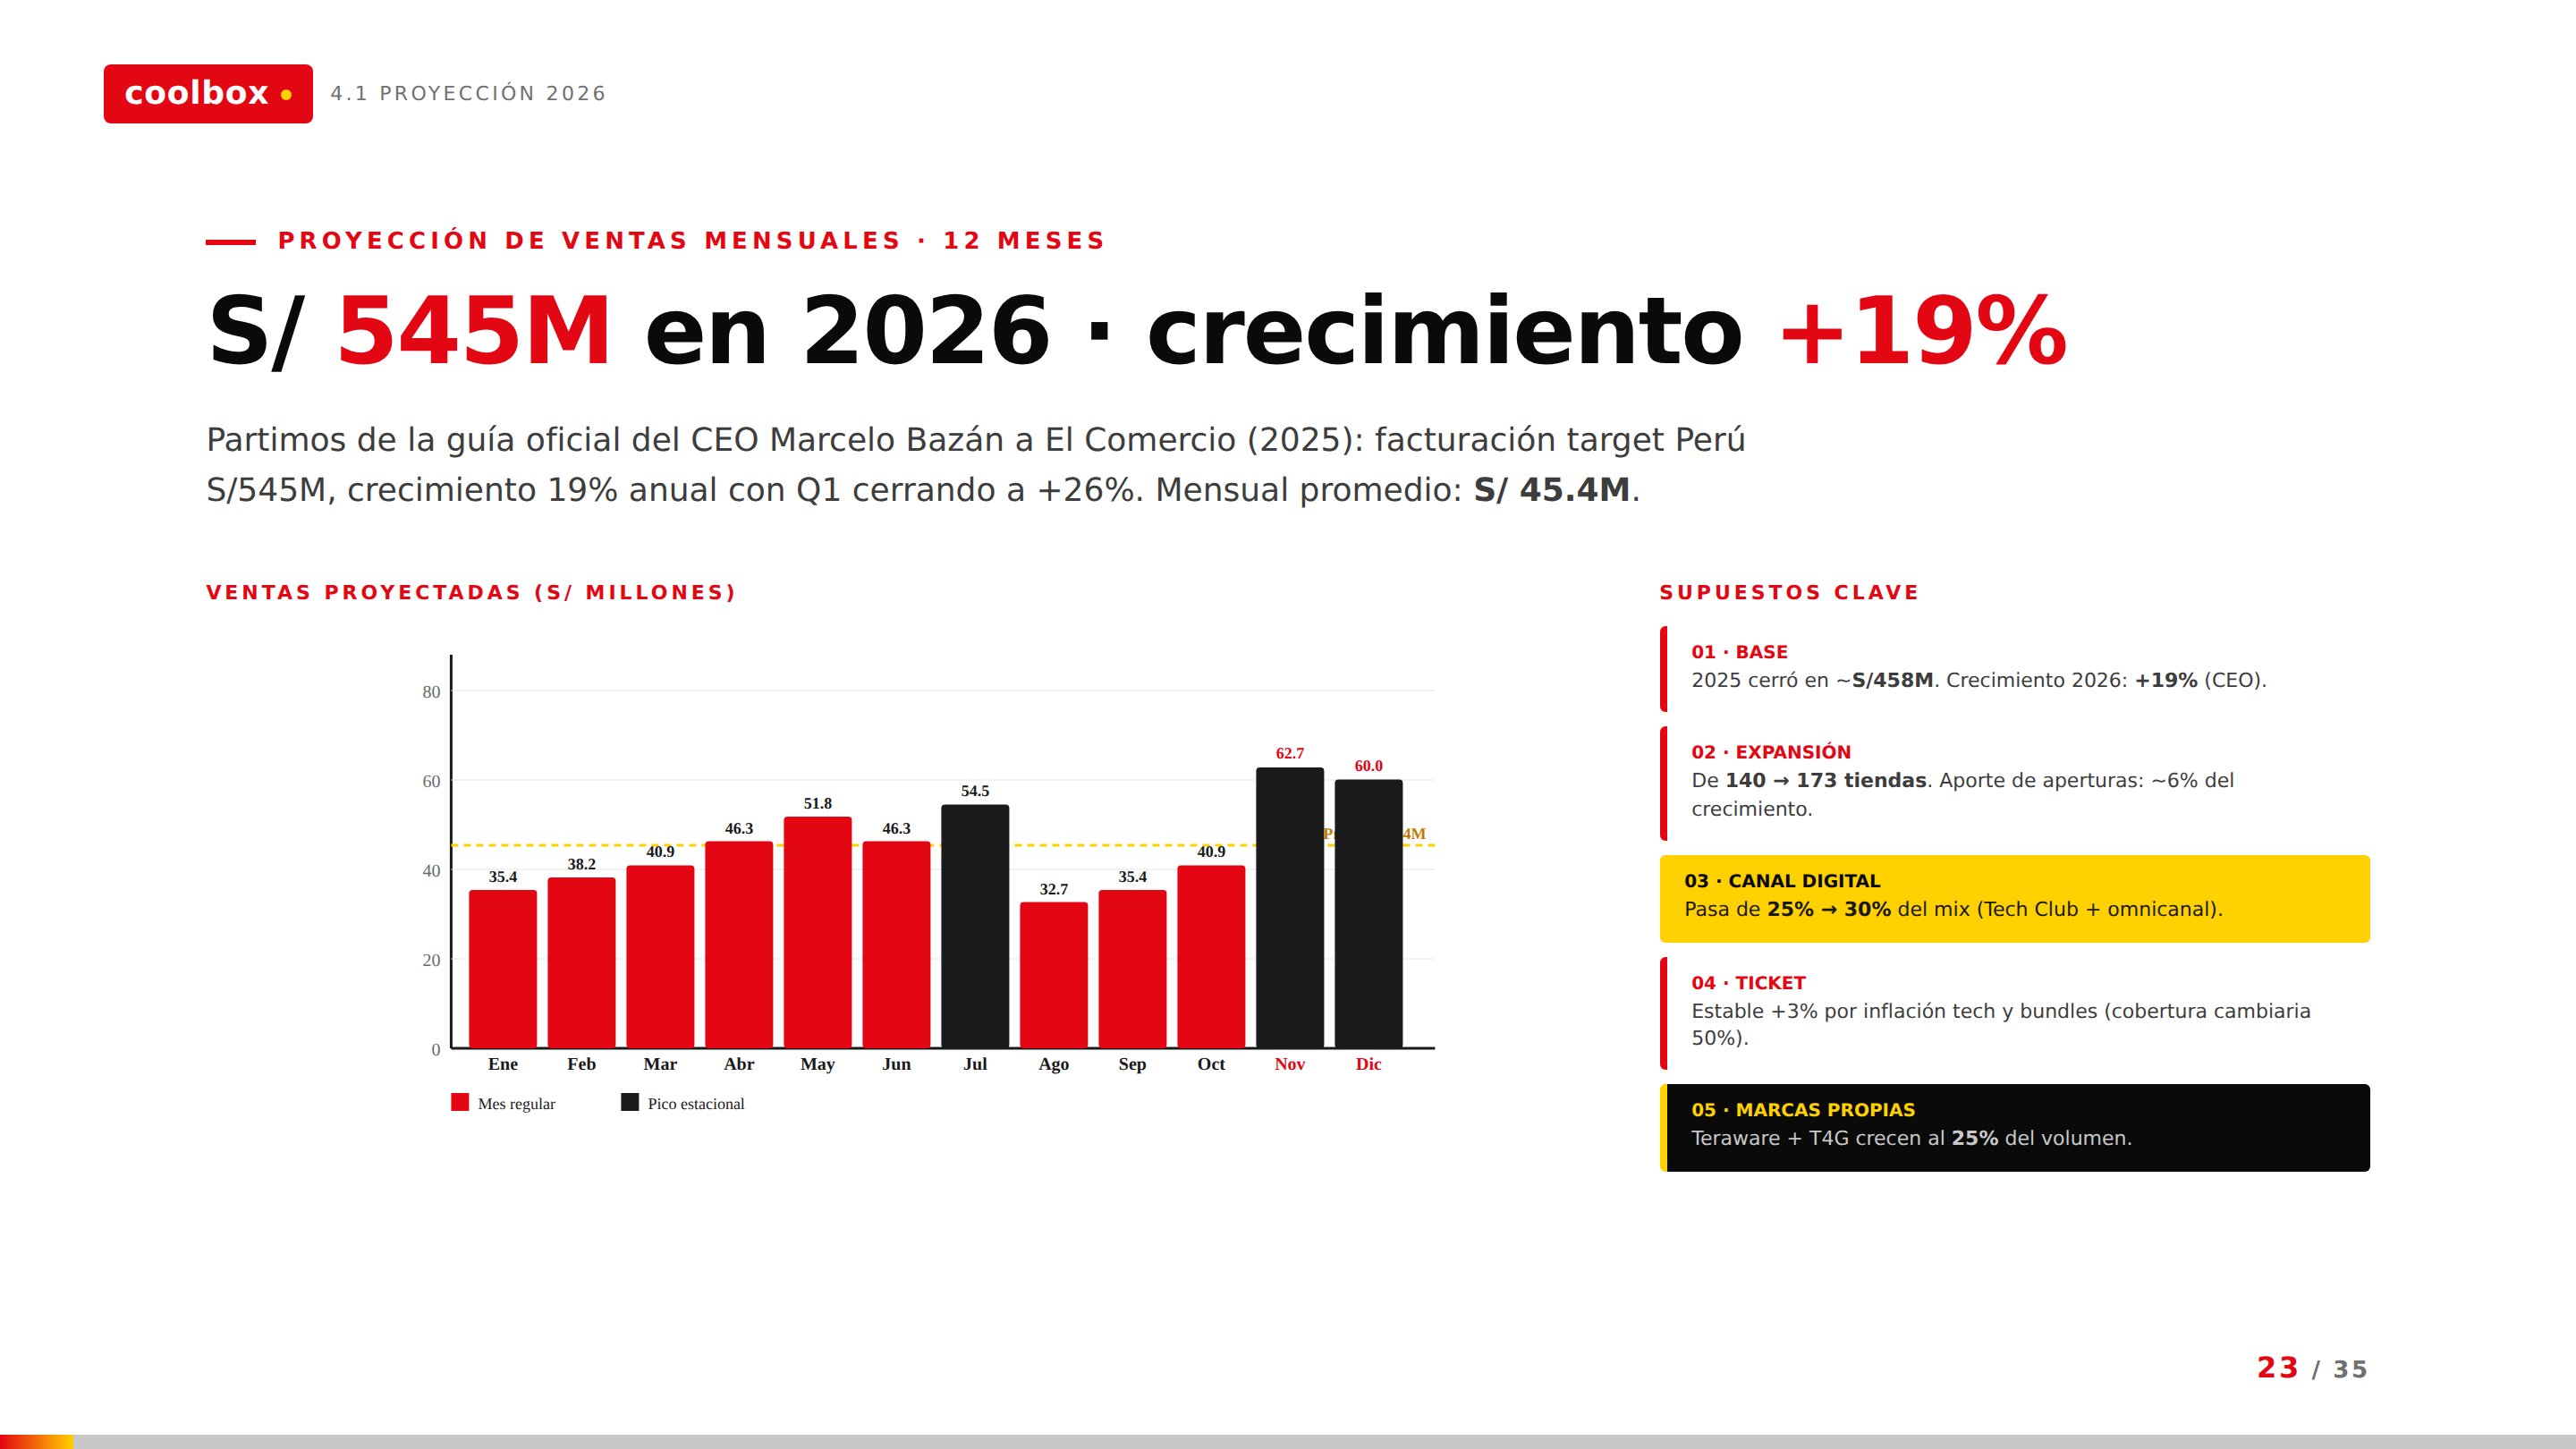 coolbox
4.1 PROYECCIÓN 2026
PROYECCIÓN DE VENTAS MENSUALES · 12 MESES
S/ 545M en 2026 · crecimiento +19%
Partimos de la guía oficial del CEO Marcelo Bazán a El Comercio (2025): facturación target Perú
S/545M, crecimiento 19% anual con Q1 cerrando a +26%. Mensual promedio: S/ 45.4M.
VENTAS PROYECTADAS (S/ MILLONES)
80
60
40
20
0
35.4
38.2
40.9
46.3
51.8
46.3
54.5
32.7
35.4
40.9
62.7
60.0
4M
Ene Feb Mar Abr May Jun Jul Ago Sep Oct Nov Dic
Mes regular
Pico estacional
SUPUESTOS CLAVE
01 · BASE
2025 cerró en ~S/458M. Crecimiento 2026: +19% (CEO).
02 · EXPANSIÓN
De 140 → 173 tiendas. Aporte de aperturas: ~6% del
crecimiento.
03 · CANAL DIGITAL
Pasa de 25% → 30% del mix (Tech Club + omnicanal).
04 · TICKET
Estable +3% por inflación tech y bundles (cobertura cambiaria
50%).
05 · MARCAS PROPIAS
Teraware + T4G crecen al 25% del volumen.
23 / 35